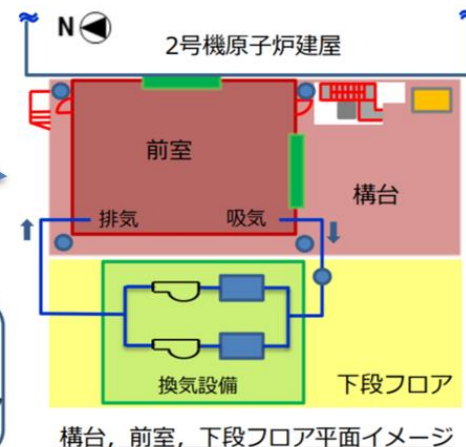 N
2号機原子炉建屋
前室
構台
排気
吸気
換気設備
下段フロア
構台，前室，下段フロア平面イメージ